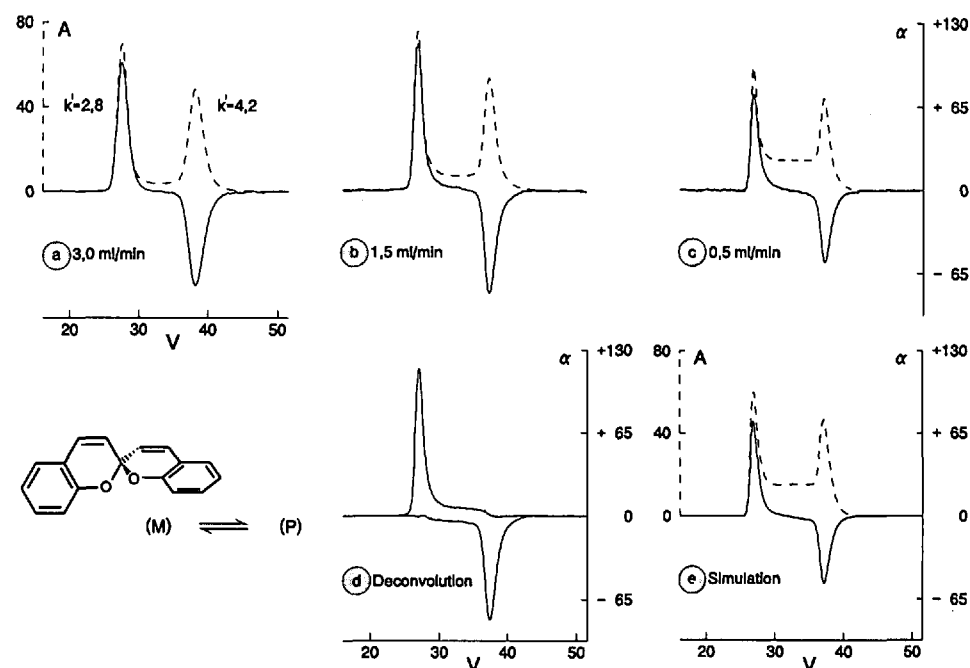 80 A
40
0
k'=2,8 k'=4,2
a 3,0 ml/min
20 30 40 50
V
b 1,5 ml/min
α +130
+ 65
0
- 65
c 0,5 ml/min
O O
(M) ⇌ (P)
α +130
+ 65
0
- 65
d Deconvolution
20 30 40 50
V
80 A
40
0
α +130
+ 65
0
- 65
e Simulation
20 30 40 50
V